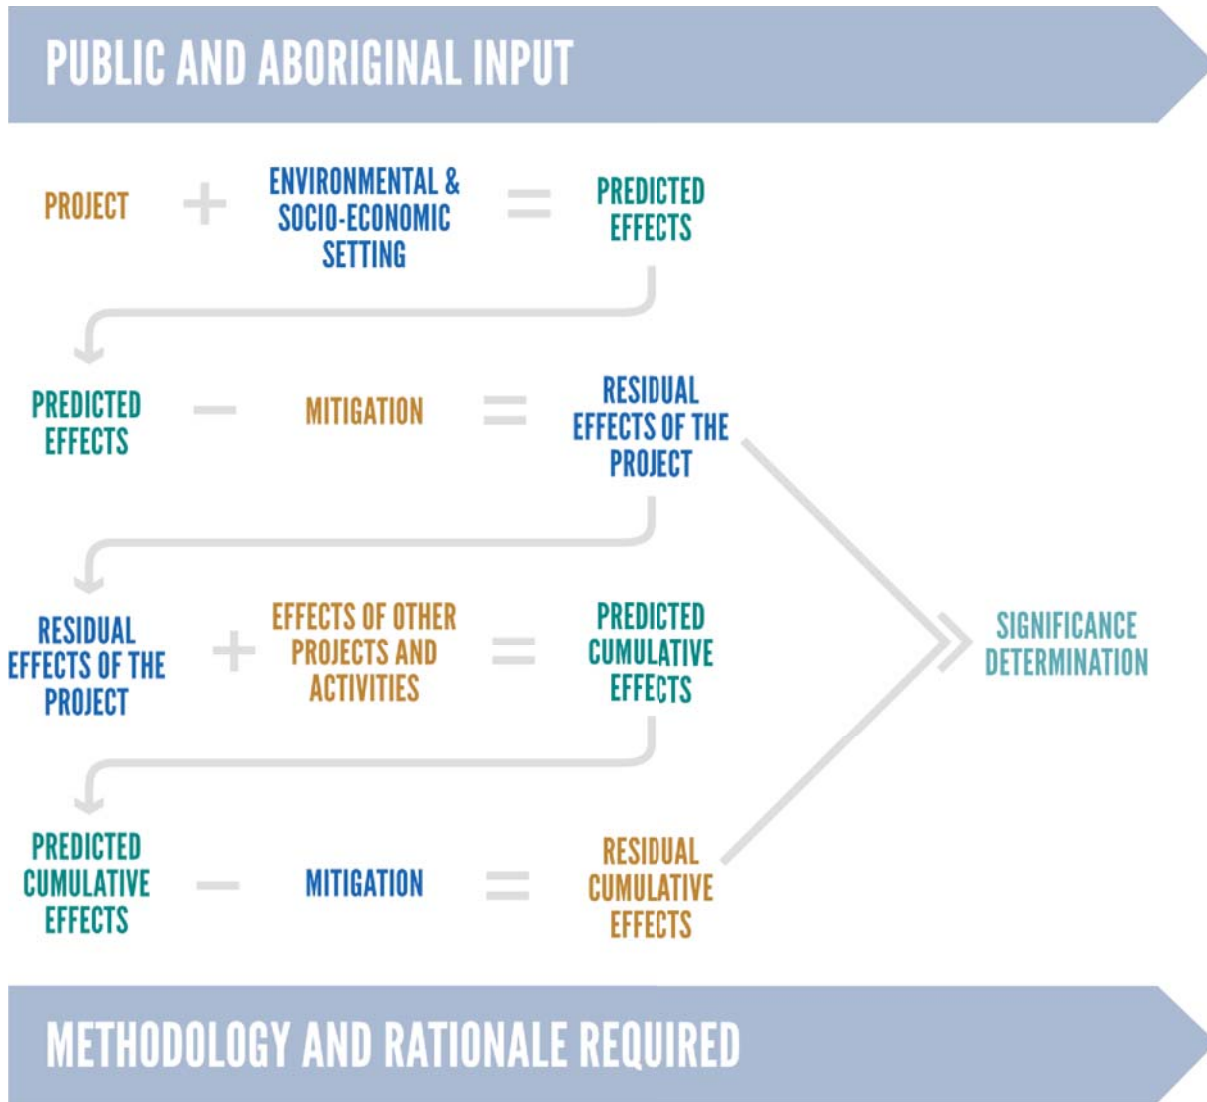 PUBLIC AND ABORIGINAL INPUT
PROJECT + ENVIRONMENTAL &
SOCIO-ECONOMIC
SETTING = PREDICTED
EFFECTS
PREDICTED
EFFECTS − MITIGATION = RESIDUAL
EFFECTS OF THE
PROJECT
RESIDUAL
EFFECTS OF THE
PROJECT + EFFECTS OF OTHER
PROJECTS AND
ACTIVITIES = PREDICTED
CUMULATIVE
EFFECTS
SIGNIFICANCE
DETERMINATION
PREDICTED
CUMULATIVE
EFFECTS − MITIGATION = RESIDUAL
CUMULATIVE
EFFECTS
METHODOLOGY AND RATIONALE REQUIRED